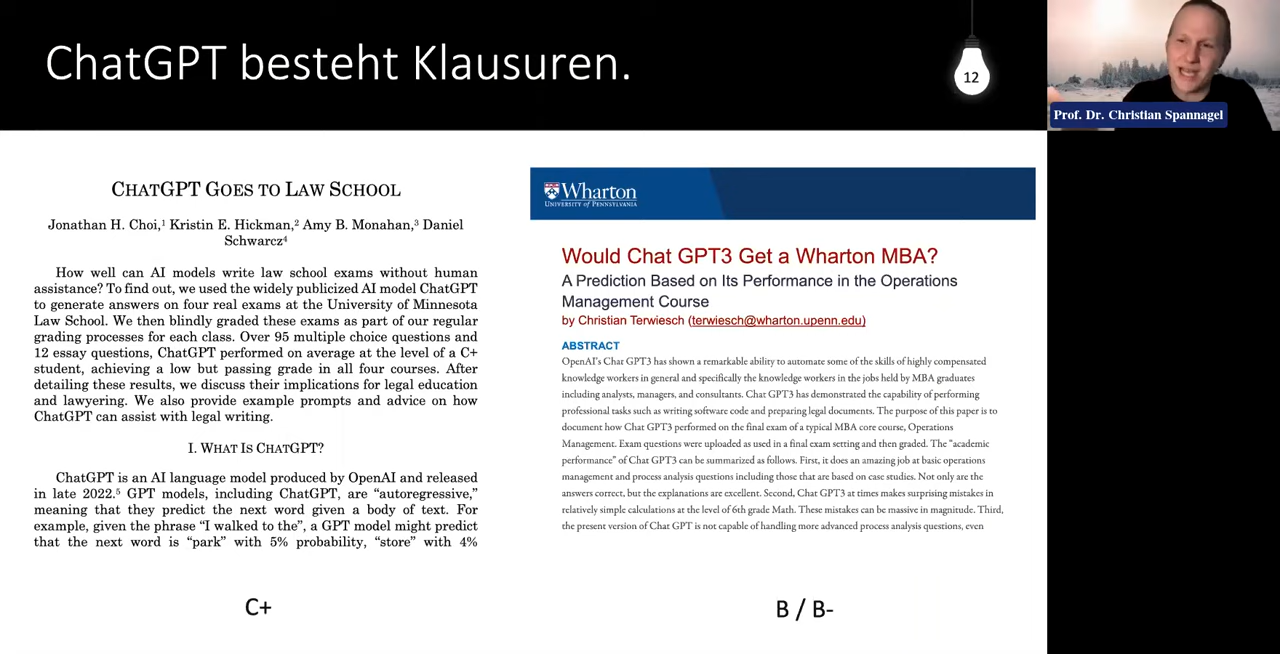 ChatGPT besteht Klausuren.
12
Prof. Dr. Christian Spannagel
CHATGPT GOES TO LAW SCHOOL
Jonathan H. Choi,¹ Kristin E. Hickman,² Amy B. Monahan,³ Daniel
Schwarcz⁴
How well can AI models write law school exams without human
assistance? To find out, we used the widely publicized AI model ChatGPT
to generate answers on four real exams at the University of Minnesota
Law School. We then blindly graded these exams as part of our regular
grading processes for each class. Over 95 multiple choice questions and
12 essay questions, ChatGPT performed on average at the level of a C+
student, achieving a low but passing grade in all four courses. After
detailing these results, we discuss their implications for legal education
and lawyering. We also provide example prompts and advice on how
ChatGPT can assist with legal writing.
I. WHAT IS CHATGPT?
ChatGPT is an AI language model produced by OpenAI and released
in late 2022.⁵ GPT models, including ChatGPT, are “autoregressive,”
meaning that they predict the next word given a body of text. For
example, given the phrase “I walked to the”, a GPT model might predict
that the next word is “park” with 5% probability, “store” with 4%
C+
Wharton
UNIVERSITY OF PENNSYLVANIA
Would Chat GPT3 Get a Wharton MBA?
A Prediction Based on Its Performance in the Operations
Management Course
by Christian Terwiesch (terwiesch@wharton.upenn.edu)
ABSTRACT
OpenAI’s Chat GPT3 has shown a remarkable ability to automate some of the skills of highly compensated
knowledge workers in general and specifically the knowledge workers in the jobs held by MBA graduates
including analysts, managers, and consultants. Chat GPT3 has demonstrated the capability of performing
professional tasks such as writing software code and preparing legal documents. The purpose of this paper is to
document how Chat GPT3 performed on the final exam of a typical MBA core course, Operations
Management. Exam questions were uploaded as used in a final exam setting and then graded. The “academic
performance” of Chat GPT3 can be summarized as follows. First, it does an amazing job at basic operations
management and process analysis questions including those that are based on case studies. Not only are the
answers correct, but the explanations are excellent. Second, Chat GPT3 at times makes surprising mistakes in
relatively simple calculations at the level of 6th grade Math. These mistakes can be massive in magnitude. Third,
the present version of Chat GPT is not capable of handling more advanced process analysis questions, even
B / B-